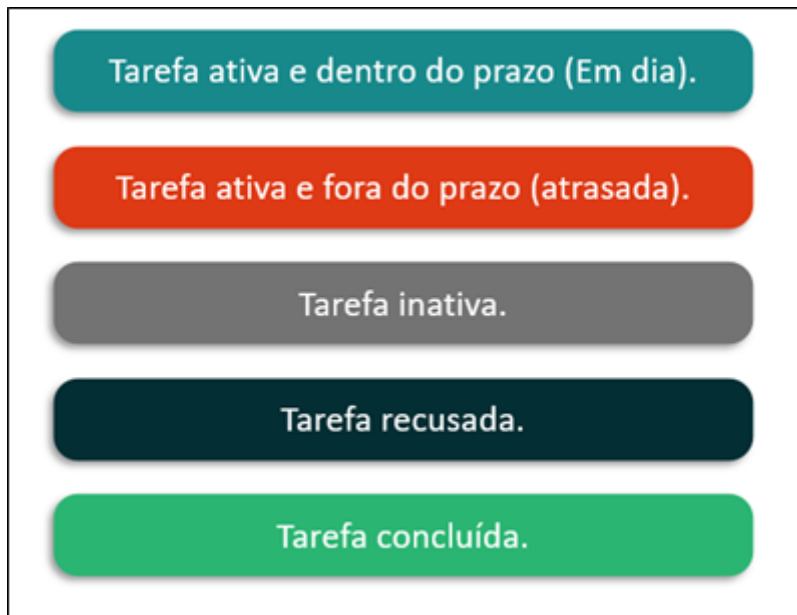 Tarefa ativa e dentro do prazo (Em dia).
Tarefa ativa e fora do prazo (atrasada).
Tarefa inativa.
Tarefa recusada.
Tarefa concluída.